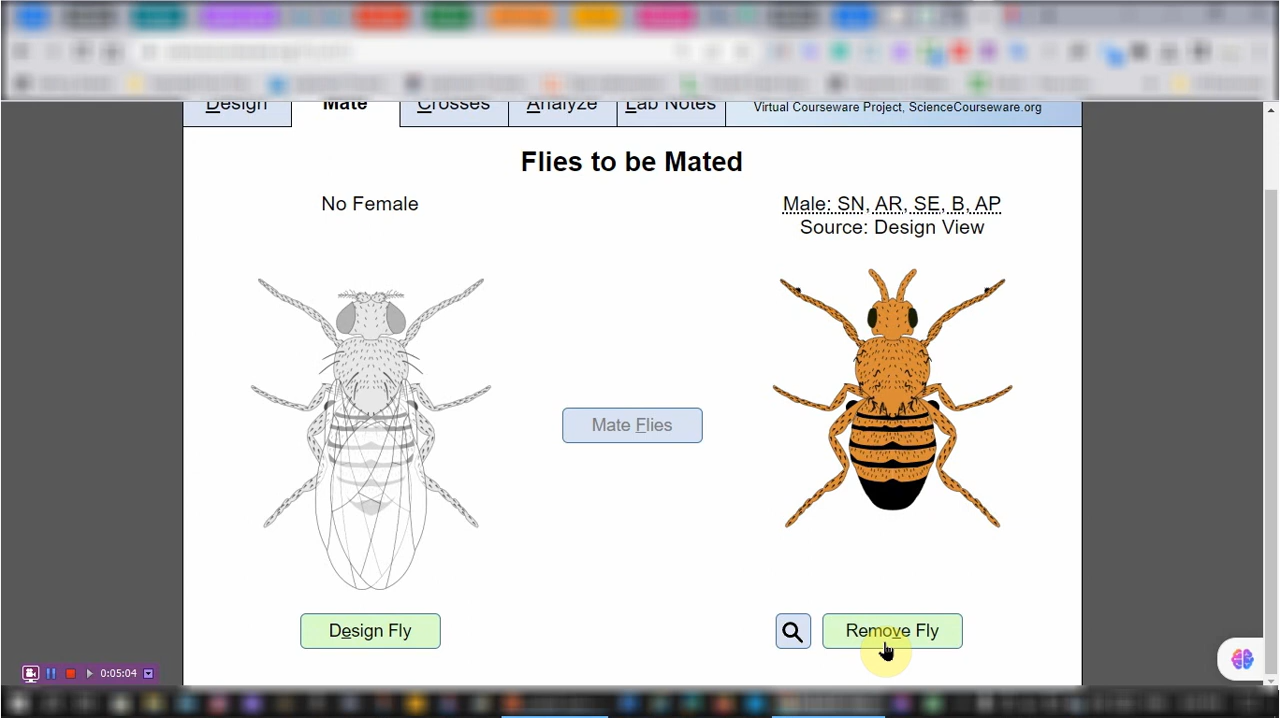 Design
Mate
Crosses
Analyze
Lab Notes
Virtual Courseware Project, ScienceCourseware.org
Flies to be Mated
No Female
Male: SN, AR, SE, B, AP
Source: Design View
Mate Flies
Design Fly
Remove Fly
0:05:04